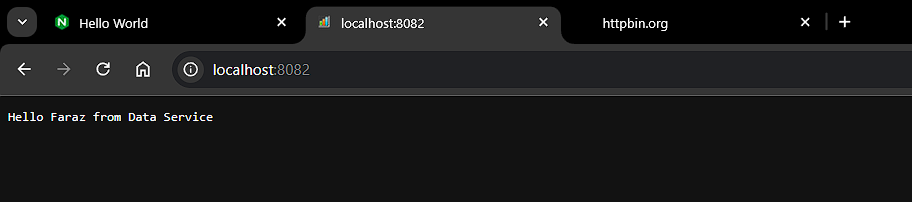 Hello World
localhost:8082
httpbin.org
localhost:8082
Hello Faraz from Data Service